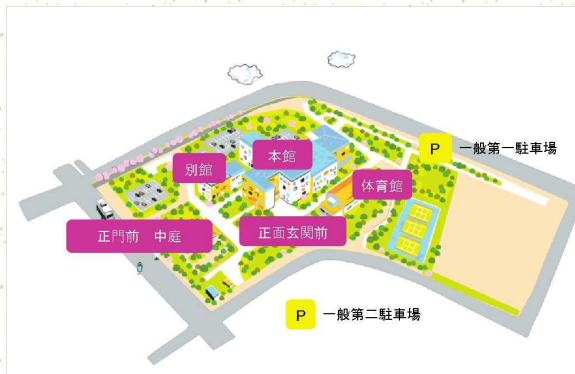 P 一般第一駐車場
本館
別館
体育館
正門前 中庭
正面玄関前
P 一般第二駐車場